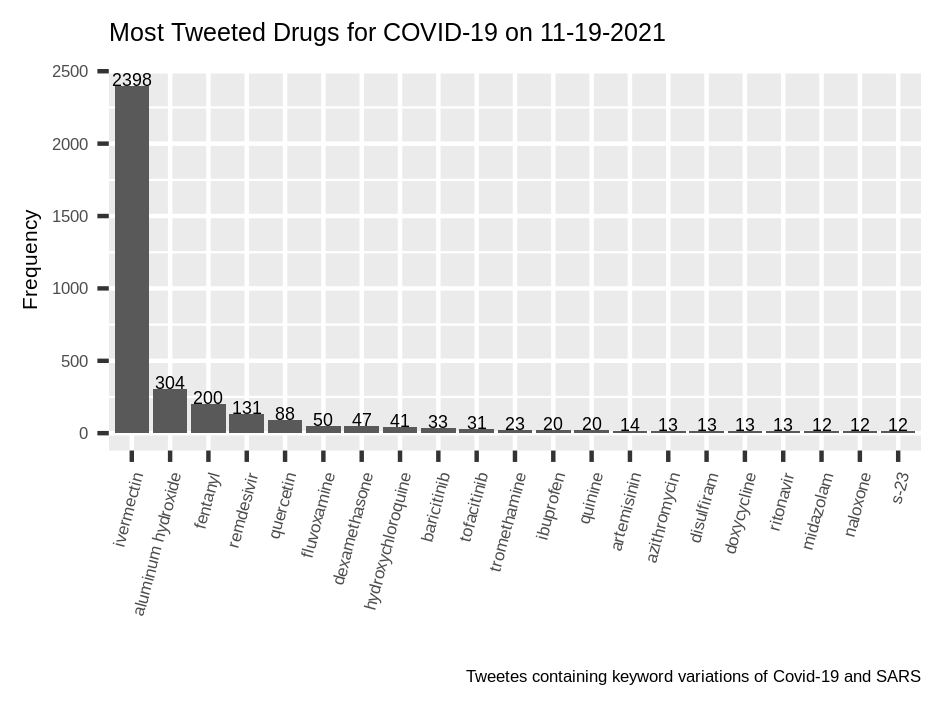 Most Tweeted Drugs for COVID-19 on 11-19-2021
Frequency
2500
2000
1500
1000
500
0
2398
304
200
131
88
50
47
41
33
31
23
20
20
14
13
13
13
13
12
12
12
ivermectin
aluminum hydroxide
fentanyl
remdesivir
quercetin
fluvoxamine
dexamethasone
hydroxychloroquine
baricitinib
tofacitinib
tromethamine
ibuprofen
quinine
artemisinin
azithromycin
disulfiram
doxycycline
ritonavir
midazolam
naloxone
s-23
Tweetes containing keyword variations of Covid-19 and SARS